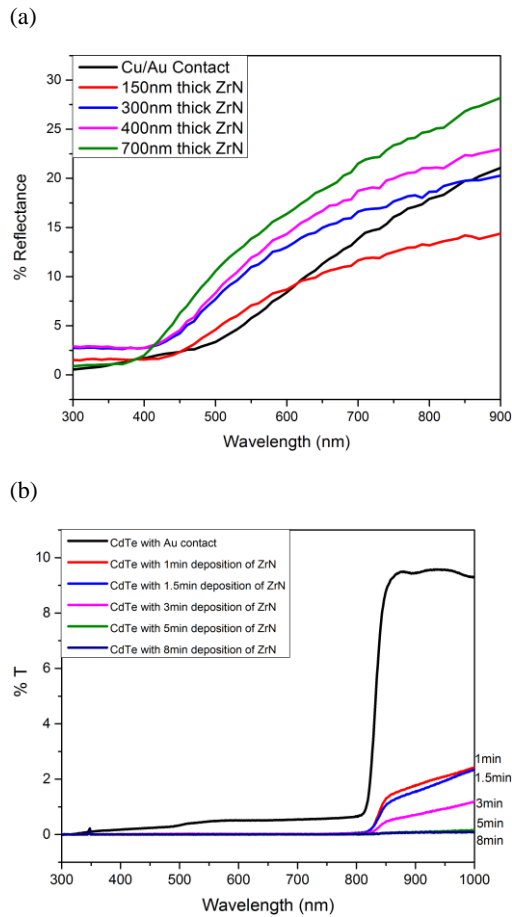 (a)
Cu/Au Contact
150nm thick ZrN
300nm thick ZrN
400nm thick ZrN
700nm thick ZrN
% Reflectance
30
25
20
15
10
5
0
300 400 500 600 700 800 900
Wavelength (nm)
(b)
CdTe with Au contact
CdTe with 1min deposition of ZrN
CdTe with 1.5min deposition of ZrN
CdTe with 3min deposition of ZrN
CdTe with 5min deposition of ZrN
CdTe with 8min deposition of ZrN
% T
10
8
6
4
2
0
1min
1.5min
3min
5min
8min
300 400 500 600 700 800 900 1000
Wavelength (nm)